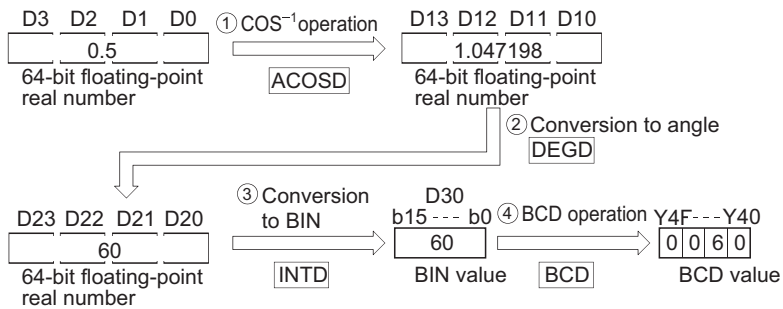 D3 D2 D1 D0
0.5
64-bit floating-point
real number
① COS⁻¹ operation
ACOSD
D13 D12 D11 D10
1.047198
64-bit floating-point
real number
② Conversion to angle
DEGD
D23 D22 D21 D20
60
64-bit floating-point
real number
③ Conversion
to BIN
INTD
D30
b15 --- b0
60
BIN value
④ BCD operation
BCD
Y4F---Y40
0 0 6 0
BCD value